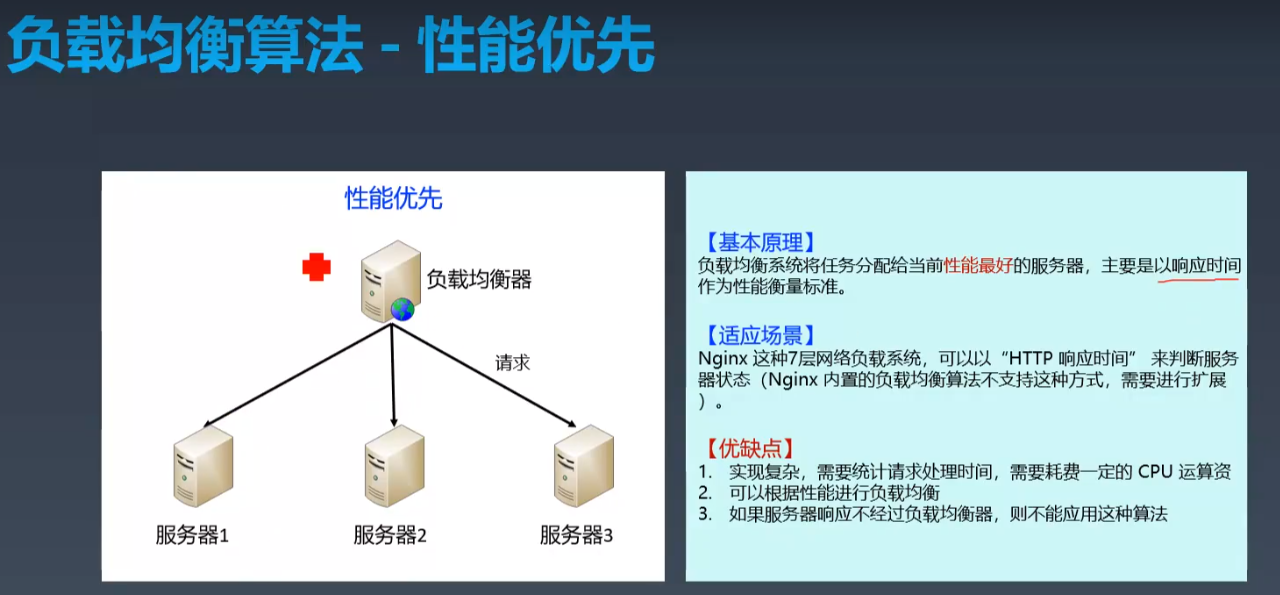 负载均衡算法 - 性能优先
性能优先
负载均衡器
请求
服务器1
服务器2
服务器3
【基本原理】
负载均衡系统将任务分配给当前性能最好的服务器，主要是以响应时间
作为性能衡量标准。
【适应场景】
Nginx 这种7层网络负载系统，可以以“HTTP 响应时间” 来判断服务
器状态（Nginx 内置的负载均衡算法不支持这种方式，需要进行扩展
）。
【优缺点】
1. 实现复杂，需要统计请求处理时间，需要耗费一定的 CPU 运算资
2. 可以根据性能进行负载均衡
3. 如果服务器响应不经过负载均衡器，则不能应用这种算法